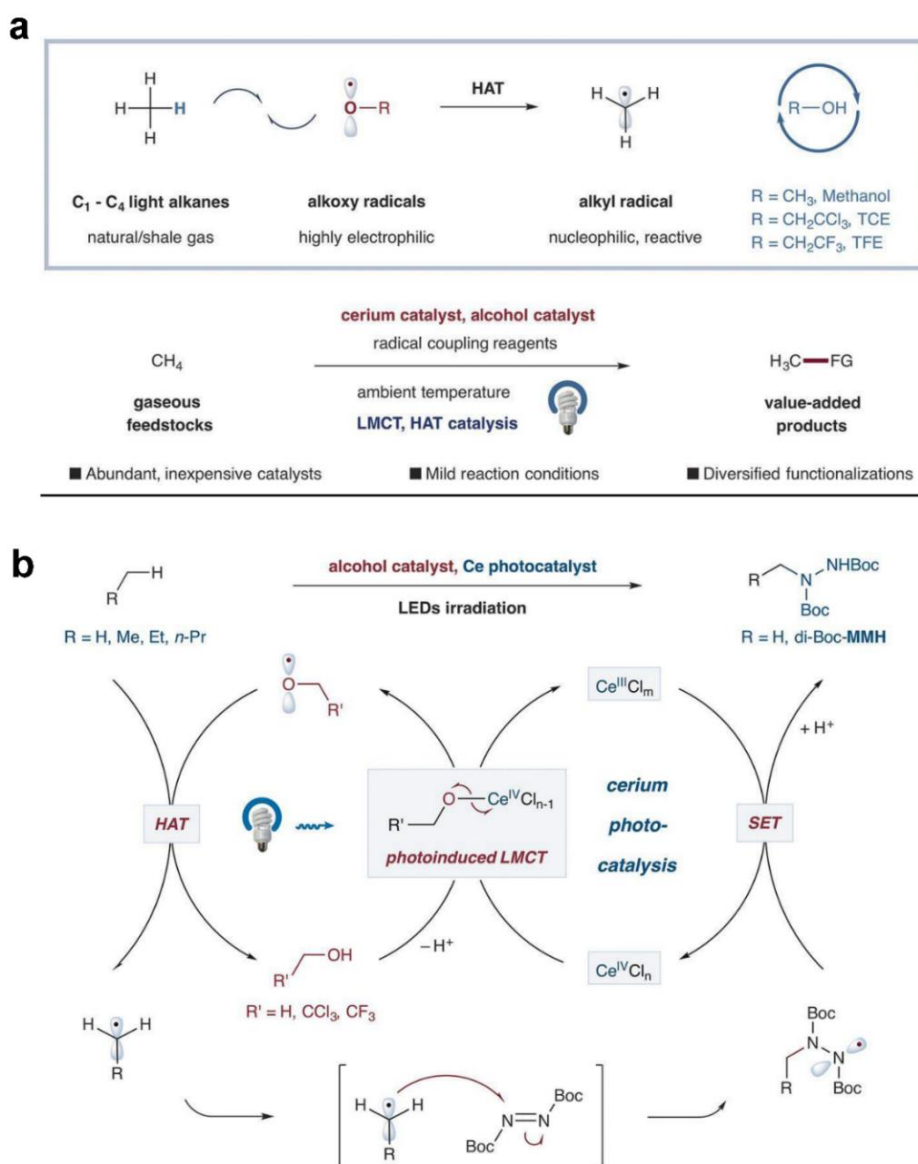 a
H
H
H
H
O
R
HAT
H
H
H
R
OH
C1 - C4 light alkanes
alkoxy radicals
alkyl radical
natural/shale gas
highly electrophilic
nucleophilic, reactive
R = CH3, Methanol
R = CH2CCl3, TCE
R = CH2CF3, TFE
cerium catalyst, alcohol catalyst
radical coupling reagents
CH4
H3C
FG
ambient temperature
gaseous
feedstocks
LMCT, HAT catalysis
value-added
products
■ Abundant, inexpensive catalysts
■ Mild reaction conditions
■ Diversified functionalizations
b
H
R
alcohol catalyst, Ce photocatalyst
LEDs irradiation
R
N
NHBoc
Boc
R = H, Me, Et, n-Pr
R = H, di-Boc-MMH
O
R'
CeIIIClm
+ H+
HAT
R'
O
CeIVCln-1
photoinduced LMCT
cerium
photo-
catalysis
SET
R'
OH
− H+
CeIVCln
R' = H, CCl3, CF3
H
H
R
Boc
N
N
R
Boc
H
H
R
Boc
N
N
Boc